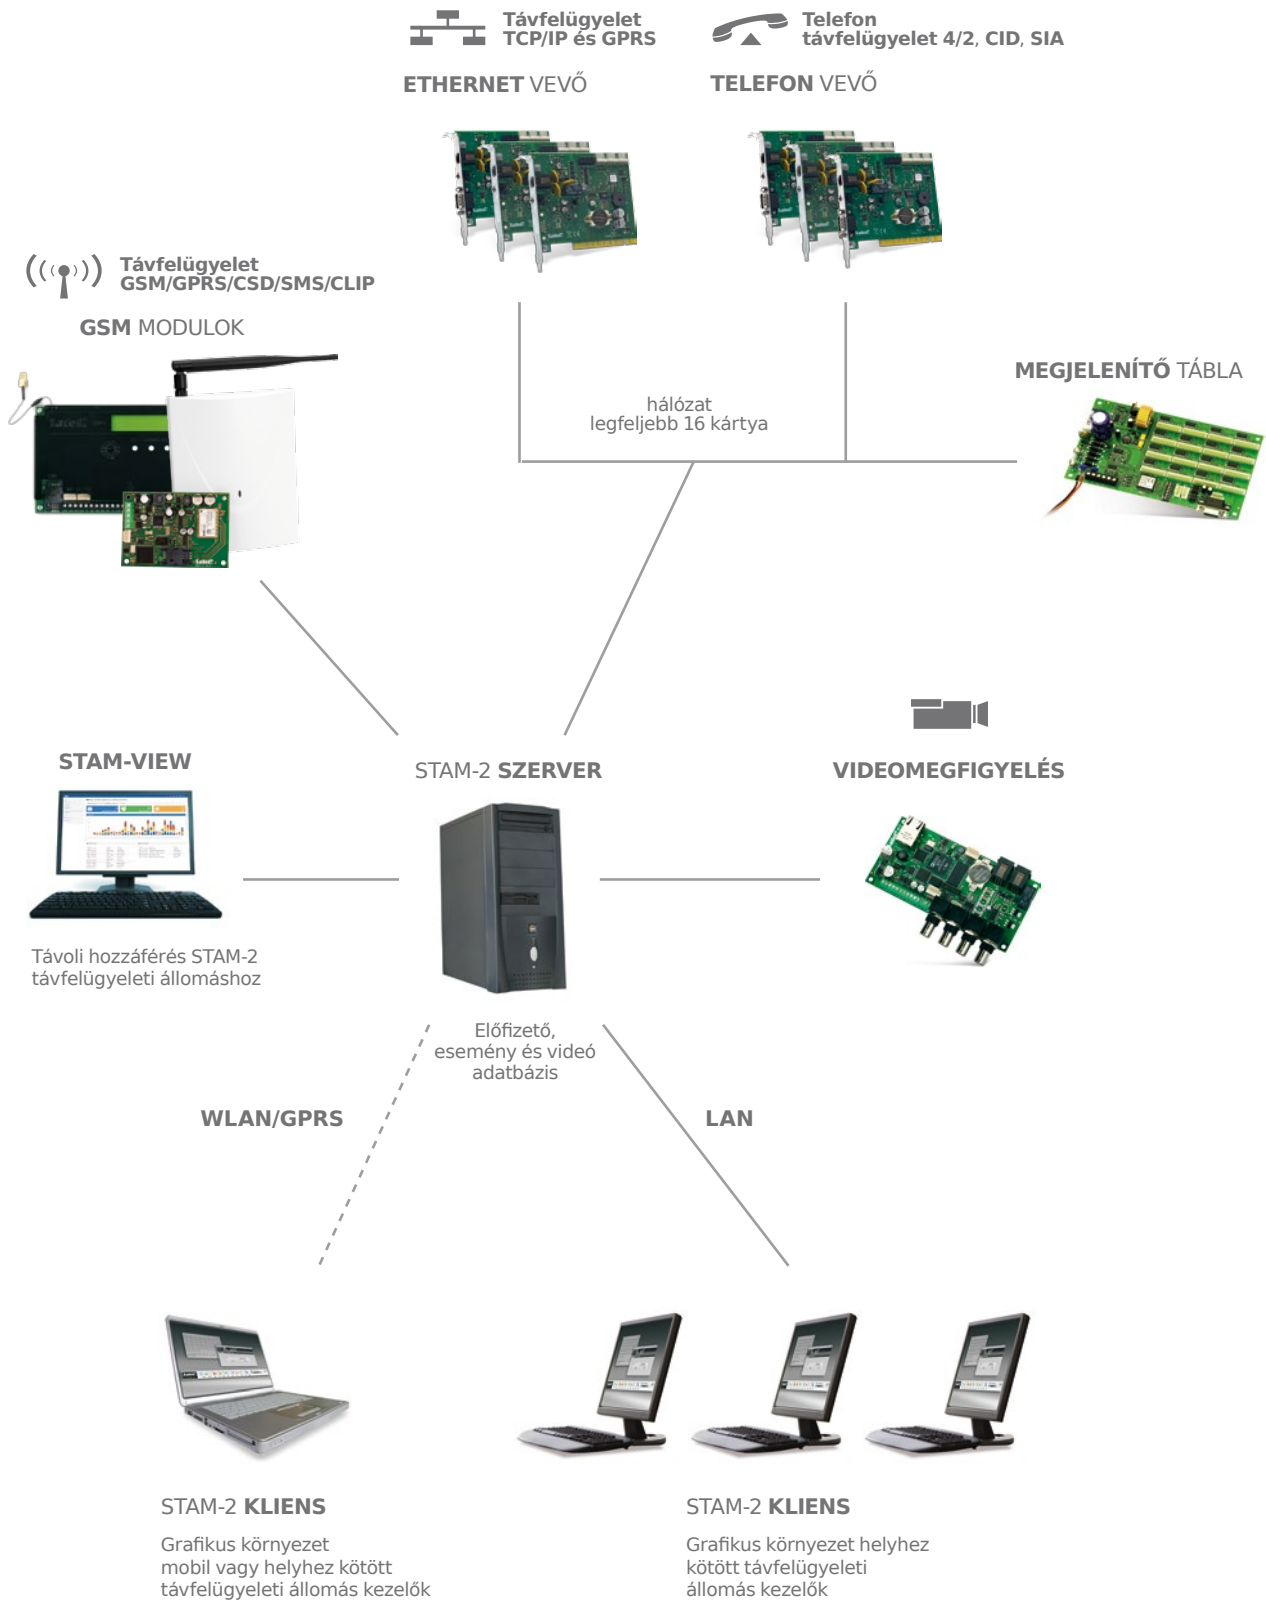 Távfelügyelet
TCP/IP és GPRS
Telefon
távfelügyelet 4/2, CID, SIA
ETHERNET VEVŐ
TELEFON VEVŐ
Távfelügyelet
GSM/GPRS/CSD/SMS/CLIP
GSM MODULOK
MEGJELENÍTŐ TÁBLA
hálózat
legfeljebb 16 kártya
STAM-VIEW
STAM-2 SZERVER
VIDEOMEGFIGYELÉS
Távoli hozzáférés STAM-2
távfelügyeleti állomáshoz
Előfizető,
esemény és videó
adatbázis
WLAN/GPRS
LAN
STAM-2 KLIENS
Grafikus környezet
mobil vagy helyhez kötött
távfelügyeleti állomás kezelők
STAM-2 KLIENS
Grafikus környezet helyhez
kötött távfelügyeleti
állomás kezelők